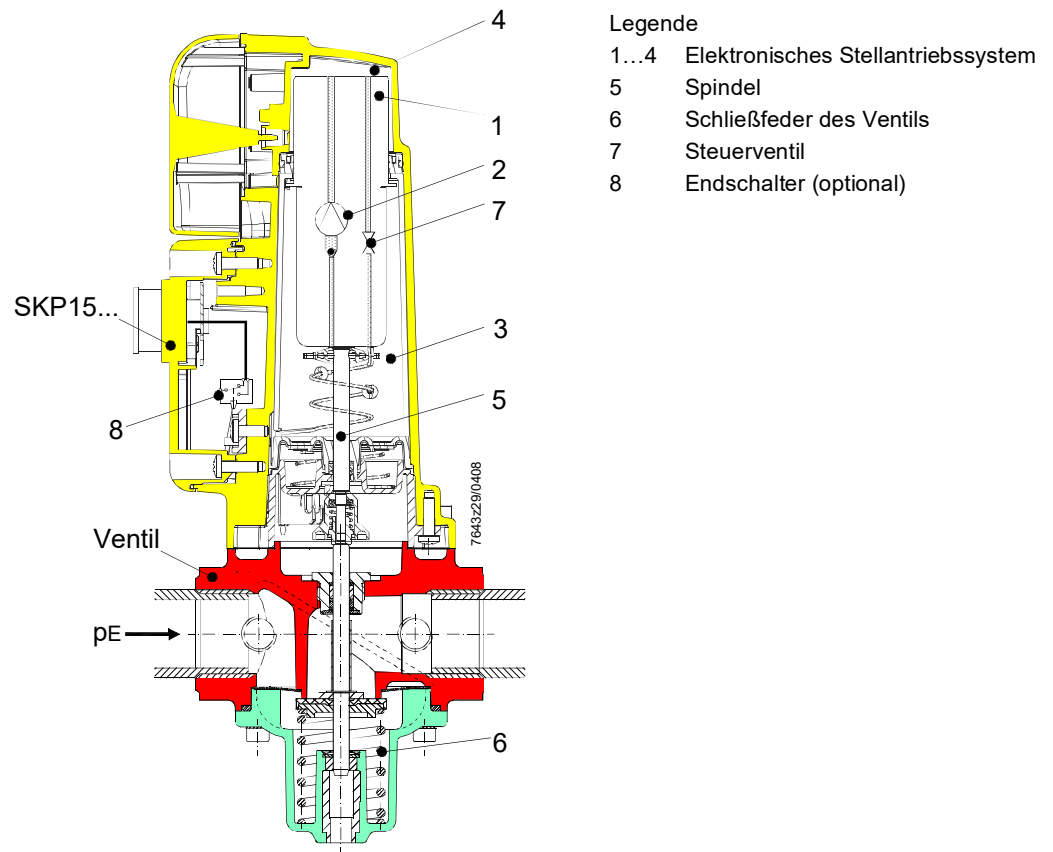 4
1
2
7
SKP15...
3
5
8
7643z29/0408
Ventil
pE
6
Legende
1…4 Elektronisches Stellantriebssystem
5 Spindel
6 Schließfeder des Ventils
7 Steuerventil
8 Endschalter (optional)